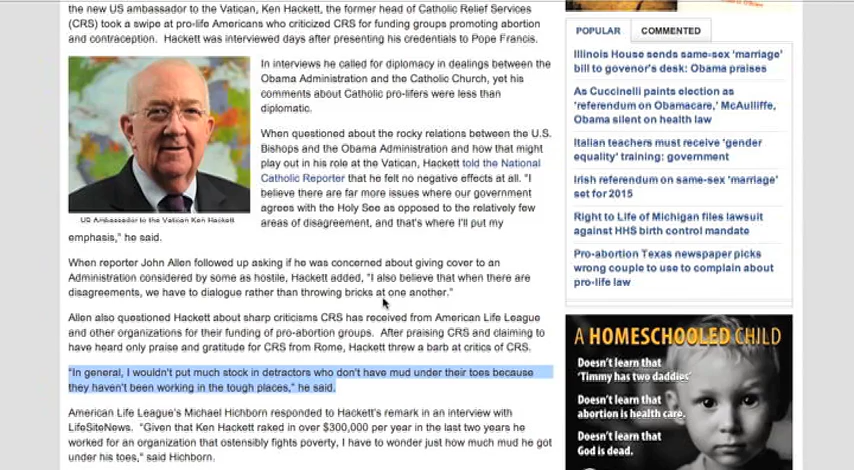 the new US ambassador to the Vatican, Ken Hackett, the former head of Catholic Relief Services
(CRS) took a swipe at pro-life Americans who criticized CRS for funding groups promoting abortion
and contraception. Hackett was interviewed days after presenting his credentials to Pope Francis.
In interviews he called for diplomacy in dealings between the
Obama Administration and the Catholic Church, yet his
comments about Catholic pro-lifers were less than
diplomatic.
When questioned about the rocky relations between the U.S.
Bishops and the Obama Administration and how that might
play out in his role at the Vatican, Hackett told the National
Catholic Reporter that he felt no negative effects at all. "I
believe there are far more issues where our government
agrees with the Holy See as opposed to the relatively few
areas of disagreement, and that's where I'll put my
emphasis," he said.
US Ambassador to the Vatican Ken Hackett
When reporter John Allen followed up asking if he was concerned about giving cover to an
Administration considered by some as hostile, Hackett added, "I also believe that when there are
disagreements, we have to dialogue rather than throwing bricks at one another."
Allen also questioned Hackett about sharp criticisms CRS has received from American Life League
and other organizations for their funding of pro-abortion groups. After praising CRS and claiming to
have heard only praise and gratitude for CRS from Rome, Hackett threw a barb at critics of CRS.
"In general, I wouldn't put much stock in detractors who don't have mud under their toes because
they haven't been working in the tough places," he said.
American Life League's Michael Hichborn responded to Hackett's remark in an interview with
LifeSiteNews. "Given that Ken Hackett raked in over $300,000 per year in the last two years he
worked for an organization that ostensibly fights poverty, I have to wonder just how much mud he got
under his toes," said Hichborn.
POPULAR COMMENTED
Illinois House sends same-sex 'marriage'
bill to govenor's desk: Obama praises
As Cuccinelli paints election as
'referendum on Obamacare,' McAulliffe,
Obama silent on health law
Italian teachers must receive 'gender
equality' training: government
Irish referendum on same-sex 'marriage'
set for 2015
Right to Life of Michigan files lawsuit
against HHS birth control mandate
Pro-abortion Texas newspaper picks
wrong couple to use to complain about
pro-life law
A HOMESCHOOLED CHILD
Doesn't learn that
'Timmy has two daddies'
Doesn't learn that
abortion is health care.
Doesn't learn that
God is dead.